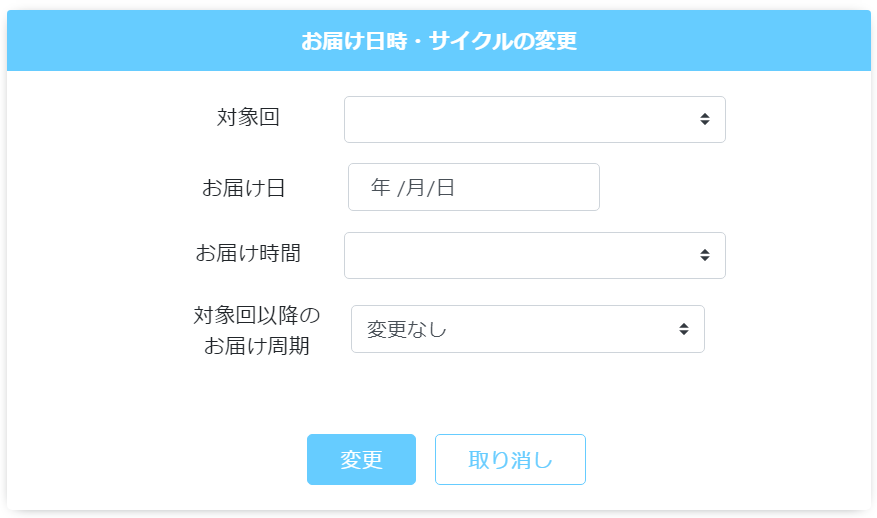 お届け日時・サイクルの変更
対象回
お届け日
年 /月/日
お届け時間
対象回以降の
お届け周期
変更なし
変更
取り消し